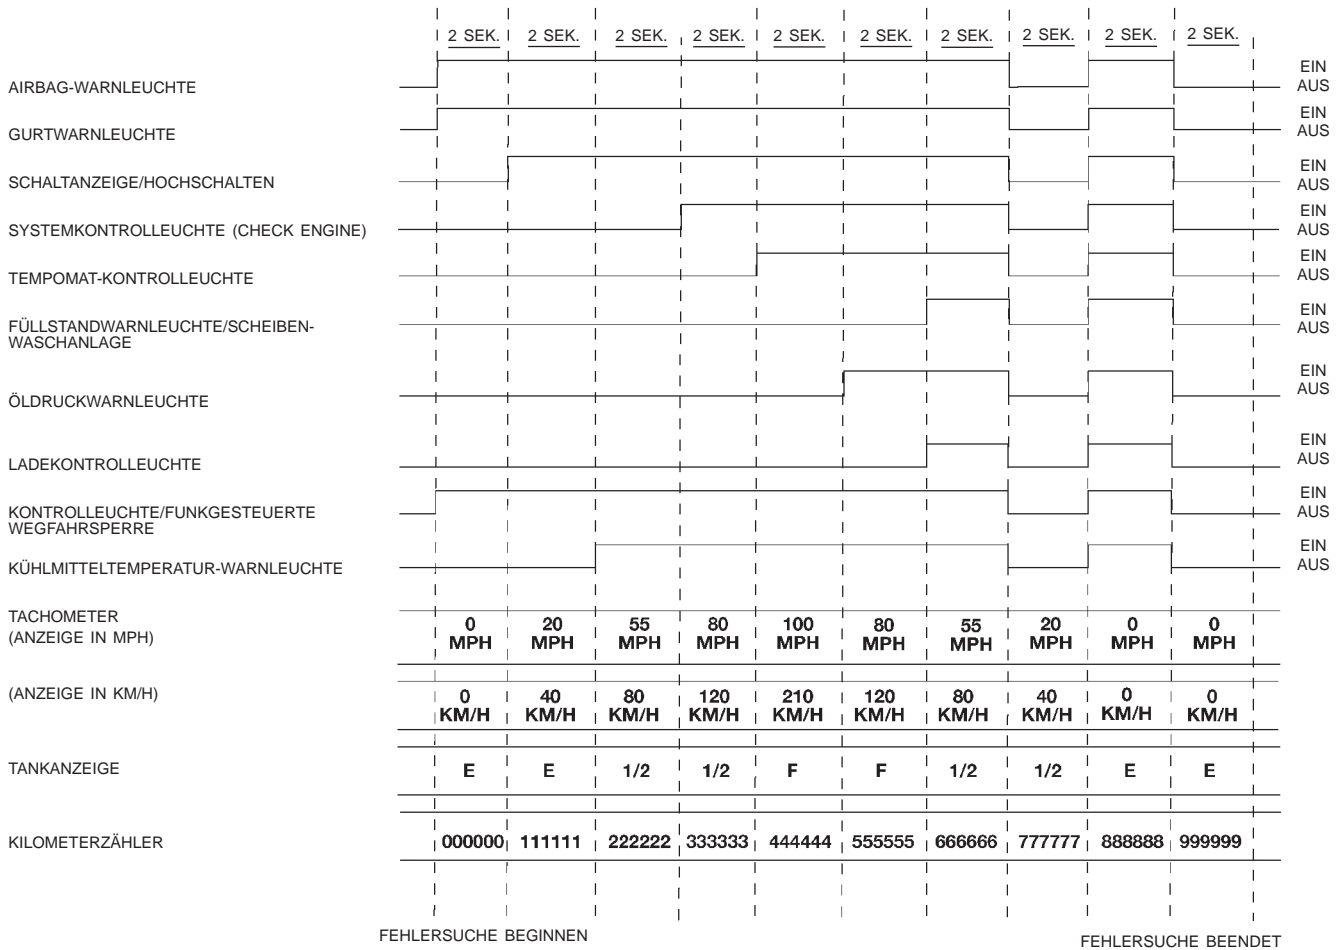 2 SEK. 2 SEK. 2 SEK. 2 SEK. 2 SEK. 2 SEK. 2 SEK. 2 SEK. 2 SEK. 2 SEK.
EIN
AIRBAG-WARNLEUCHTE AUS
EIN
GURTWARNLEUCHTE AUS
EIN
SCHALTANZEIGE/HOCHSCHALTEN AUS
EIN
SYSTEMKONTROLLEUCHTE (CHECK ENGINE) AUS
EIN
TEMPOMAT-KONTROLLEUCHTE AUS
EIN
FÜLLSTANDWARNLEUCHTE/SCHEIBEN- AUS
WASCHANLAGE
EIN
ÖLDRUCKWARNLEUCHTE AUS
EIN
LADEKONTROLLEUCHTE AUS
EIN
KONTROLLEUCHTE/FUNKGESTEUERTE AUS
WEGFAHRSPERRE
EIN
KÜHLMITTELTEMPERATUR-WARNLEUCHTE AUS
TACHOMETER 0 20 55 80 100 80 55 20 0 0
(ANZEIGE IN MPH) MPH MPH MPH MPH MPH MPH MPH MPH MPH MPH
(ANZEIGE IN KM/H) 0 40 80 120 210 120 80 40 0 0
KM/H KM/H KM/H KM/H KM/H KM/H KM/H KM/H KM/H KM/H
TANKANZEIGE E E 1/2 1/2 F F 1/2 1/2 E E
KILOMETERZÄHLER 000000 111111 222222 333333 444444 555555 666666 777777 888888 999999
FEHLERSUCHE BEGINNEN FEHLERSUCHE BEENDET